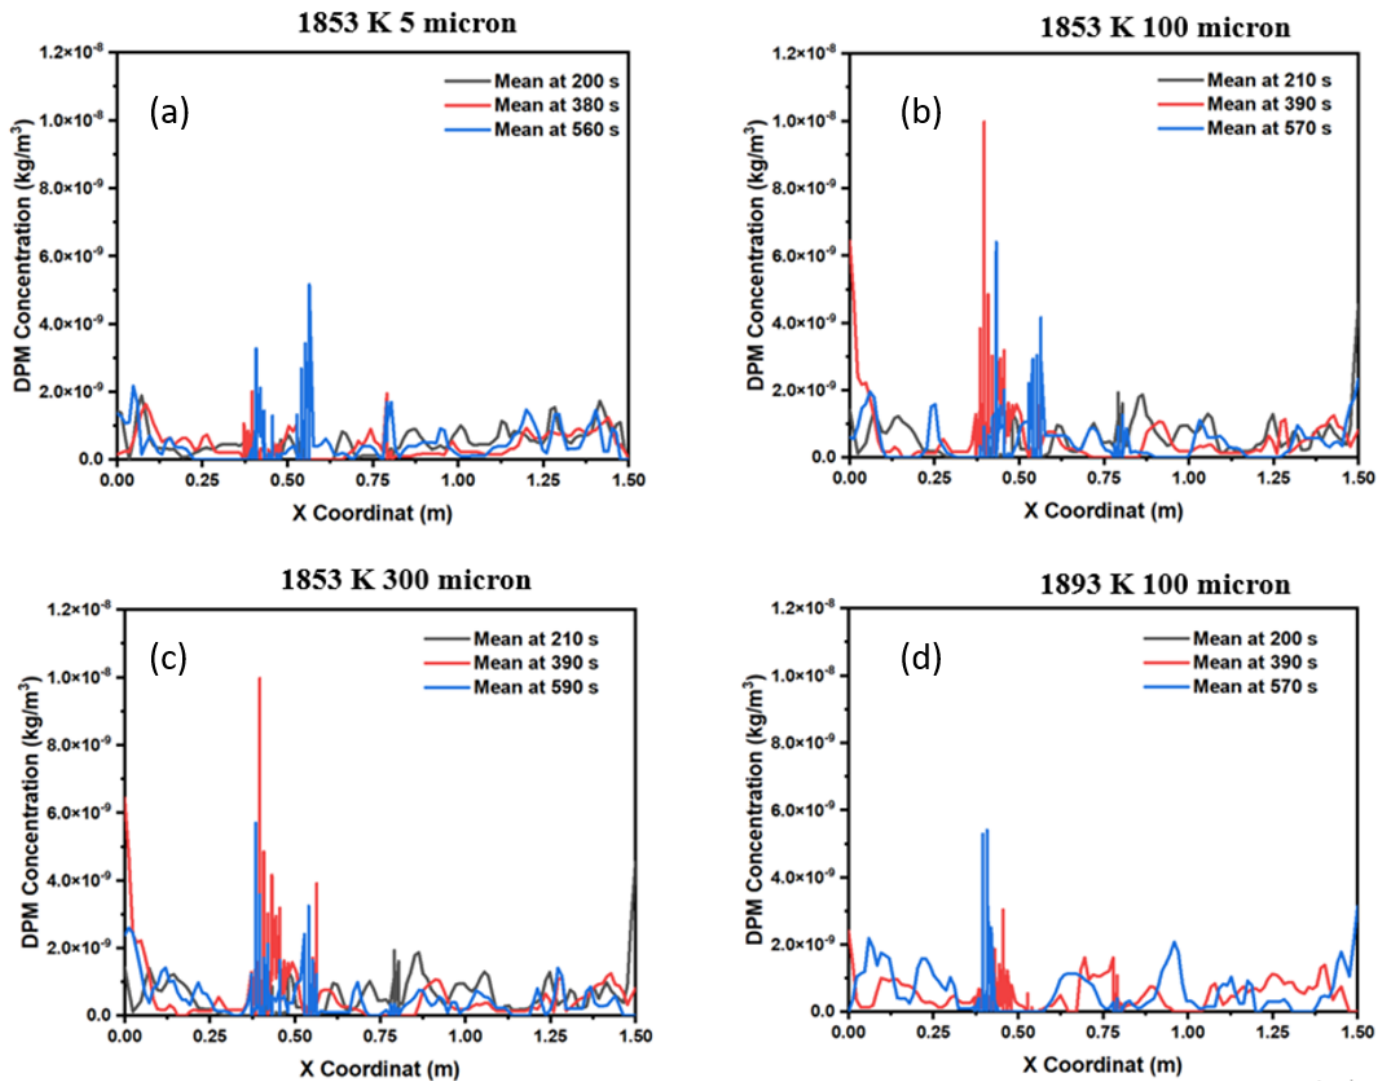 1853 K 5 micron
(a)
Mean at 200 s
Mean at 380 s
Mean at 560 s
DPM Concentration (kg/m³)
1.2×10⁻⁸
1.0×10⁻⁸
8.0×10⁻⁹
6.0×10⁻⁹
4.0×10⁻⁹
2.0×10⁻⁹
0.0
0.00 0.25 0.50 0.75 1.00 1.25 1.50
X Coordinat (m)
1853 K 100 micron
(b)
Mean at 210 s
Mean at 390 s
Mean at 570 s
DPM Concentration (kg/m³)
1.2×10⁻⁸
1.0×10⁻⁸
8.0×10⁻⁹
6.0×10⁻⁹
4.0×10⁻⁹
2.0×10⁻⁹
0.0
0.00 0.25 0.50 0.75 1.00 1.25 1.50
X Coordinat (m)
1853 K 300 micron
(c)
Mean at 210 s
Mean at 390 s
Mean at 590 s
DPM Concentration (kg/m³)
1.2×10⁻⁸
1.0×10⁻⁸
8.0×10⁻⁹
6.0×10⁻⁹
4.0×10⁻⁹
2.0×10⁻⁹
0.0
0.00 0.25 0.50 0.75 1.00 1.25 1.50
X Coordinat (m)
1893 K 100 micron
(d)
Mean at 200 s
Mean at 390 s
Mean at 570 s
DPM Concentration (kg/m³)
1.2×10⁻⁸
1.0×10⁻⁸
8.0×10⁻⁹
6.0×10⁻⁹
4.0×10⁻⁹
2.0×10⁻⁹
0.0
0.00 0.25 0.50 0.75 1.00 1.25 1.50
X Coordinat (m)